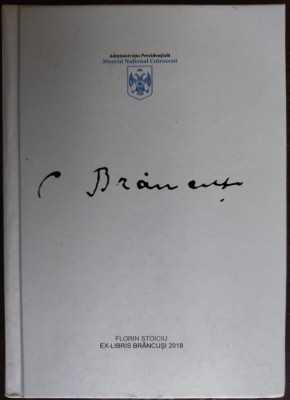 Administrația Prezidențială
Muzeul Național Cotroceni
C Brâncuși
FLORIN STOICIU
EX-LIBRIS BRÂNCUȘI 2018